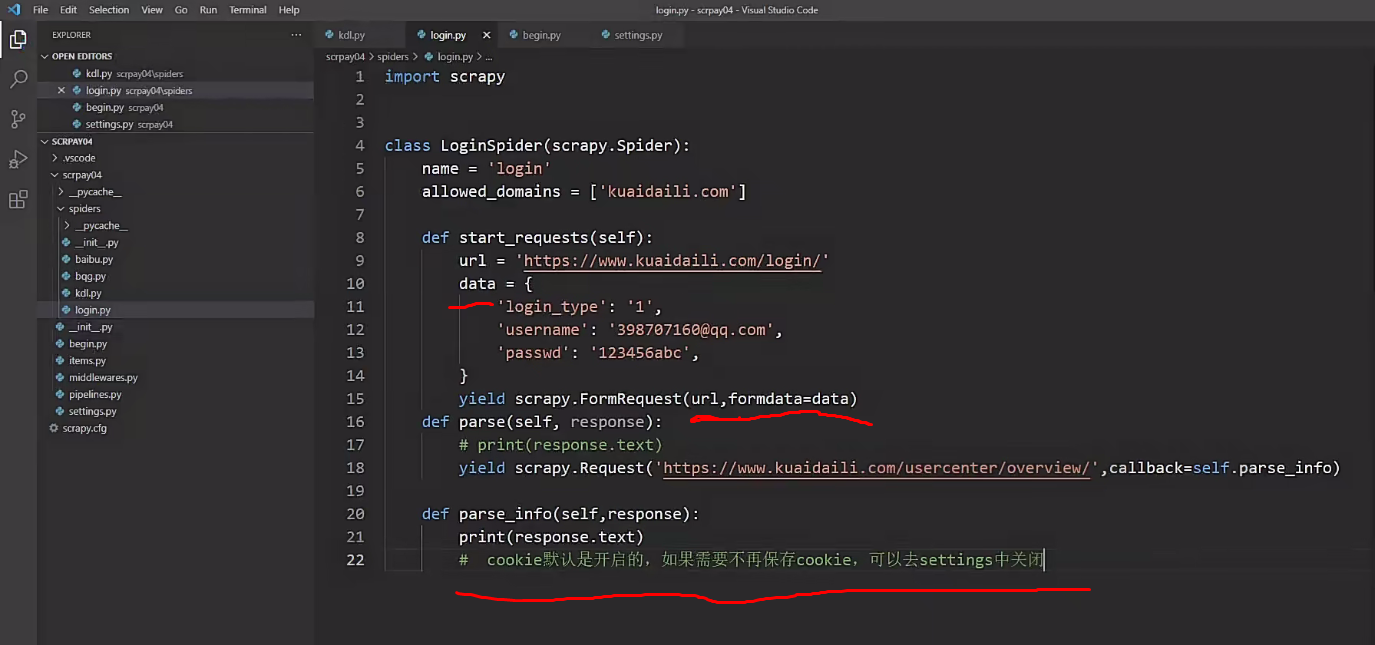 File Edit Selection View Go Run Terminal Help
login.py - scrpay04 - Visual Studio Code
EXPLORER
OPEN EDITORS
kdl.py scrpay04\spiders
login.py scrpay04\spiders
begin.py scrpay04
settings.py scrpay04
SCRPAY04
.vscode
scrpay04
__pycache__
spiders
__pycache__
__init__.py
baibu.py
bqg.py
kdl.py
login.py
__init__.py
begin.py
items.py
middlewares.py
pipelines.py
settings.py
scrapy.cfg
kdl.py login.py begin.py settings.py
scrpay04 > spiders > login.py > ...
1 import scrapy
2
3
4 class LoginSpider(scrapy.Spider):
5 name = 'login'
6 allowed_domains = ['kuaidaili.com']
7
8 def start_requests(self):
9 url = 'https://www.kuaidaili.com/login/'
10 data = {
11 'login_type': '1',
12 'username': '398707160@qq.com',
13 'passwd': '123456abc',
14 }
15 yield scrapy.FormRequest(url,formdata=data)
16 def parse(self, response):
17 # print(response.text)
18 yield scrapy.Request('https://www.kuaidaili.com/usercenter/overview/',callback=self.parse_info)
19
20 def parse_info(self,response):
21 print(response.text)
22 # cookie默认是开启的，如果需要不再保存cookie，可以去settings中关闭